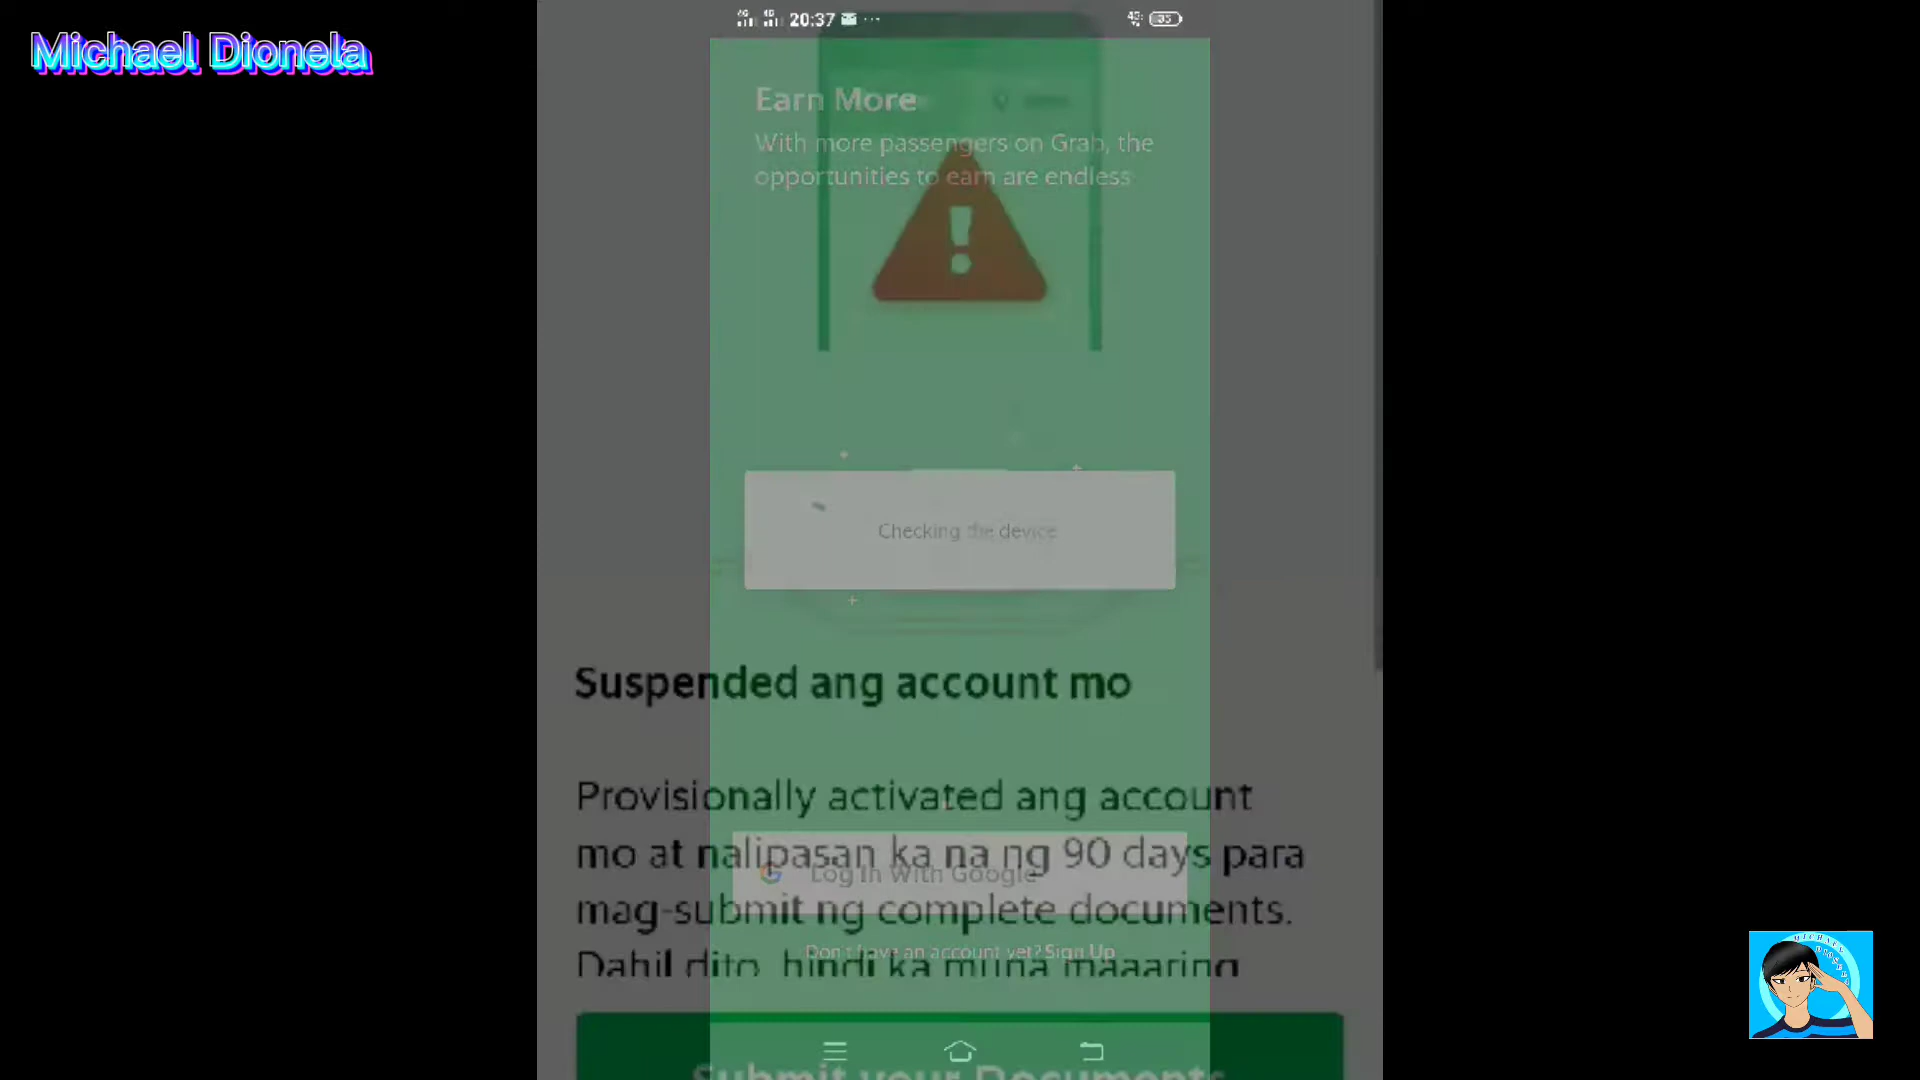 Michael Dionela
20:37
Earn More
With more passengers on Grab, the
opportunities to earn are endless
Checking the device
Suspended ang account mo
Provisionally activated ang account
mo at nalipasan ka na ng 90 days para
Log In With Google
mag-submit ng complete documents.
Don't have an account yet? Sign Up
Dahil dito, hindi ka muna maaaring
Submit your Documents